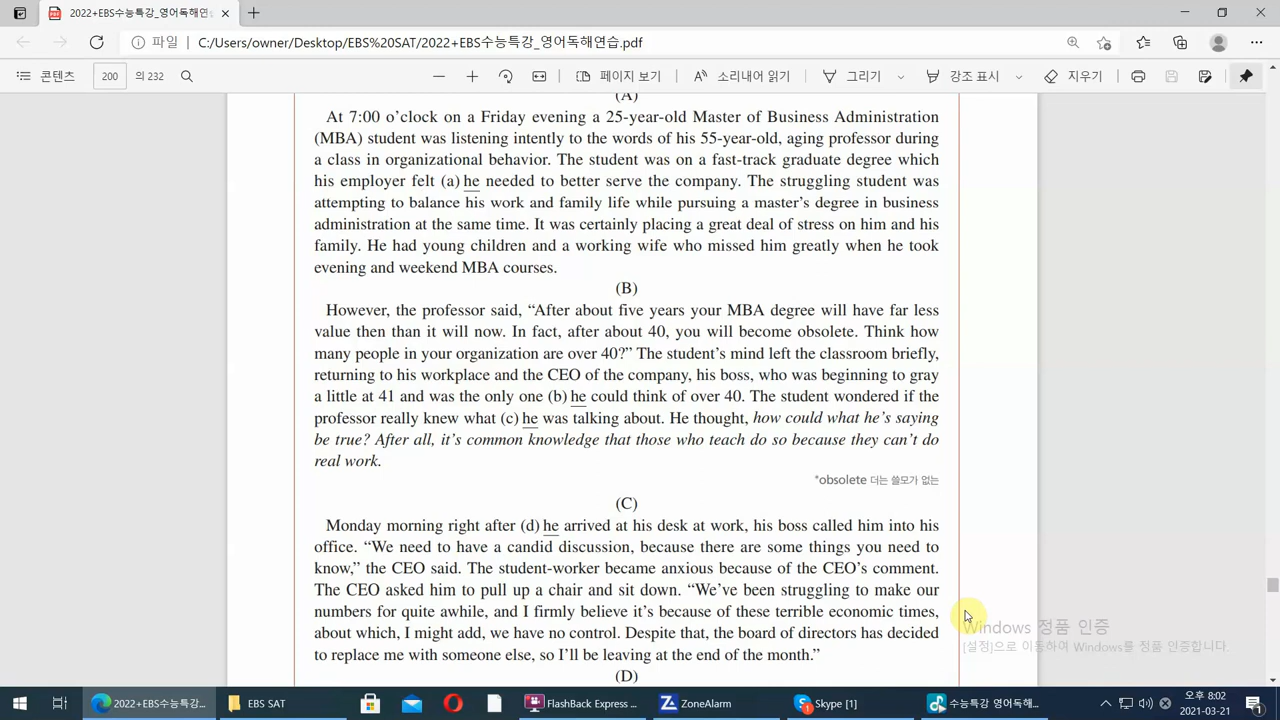 2022+EBS수능특강_영어독해연습
파일
C:/Users/owner/Desktop/EBS%20SAT/2022+EBS수능특강_영어독해연습.pdf
콘텐츠 200 의 232 페이지 보기 소리내어 읽기 그리기 강조 표시 지우기
(A)
At 7:00 o’clock on a Friday evening a 25-year-old Master of Business Administration
(MBA) student was listening intently to the words of his 55-year-old, aging professor during
a class in organizational behavior. The student was on a fast-track graduate degree which
his employer felt (a) he needed to better serve the company. The struggling student was
attempting to balance his work and family life while pursuing a master’s degree in business
administration at the same time. It was certainly placing a great deal of stress on him and his
family. He had young children and a working wife who missed him greatly when he took
evening and weekend MBA courses.
(B)
However, the professor said, “After about five years your MBA degree will have far less
value then than it will now. In fact, after about 40, you will become obsolete. Think how
many people in your organization are over 40?” The student’s mind left the classroom briefly,
returning to his workplace and the CEO of the company, his boss, who was beginning to gray
a little at 41 and was the only one (b) he could think of over 40. The student wondered if the
professor really knew what (c) he was talking about. He thought, how could what he’s saying
be true? After all, it’s common knowledge that those who teach do so because they can’t do
real work.
*obsolete 더는 쓸모가 없는
(C)
Monday morning right after (d) he arrived at his desk at work, his boss called him into his
office. “We need to have a candid discussion, because there are some things you need to
know,” the CEO said. The student-worker became anxious because of the CEO’s comment.
The CEO asked him to pull up a chair and sit down. “We’ve been struggling to make our
numbers for quite awhile, and I firmly believe it’s because of these terrible economic times,
about which, I might add, we have no control. Despite that, the board of directors has decided
to replace me with someone else, so I’ll be leaving at the end of the month.”
(D)
Windows 정품 인증
[설정]으로 이동하여 Windows를 정품 인증합니다.
2022+EBS수능특강_... EBS SAT FlashBack Express ... ZoneAlarm Skype [1] 수능특강 영어독해... 오후 8:02
2021-03-21